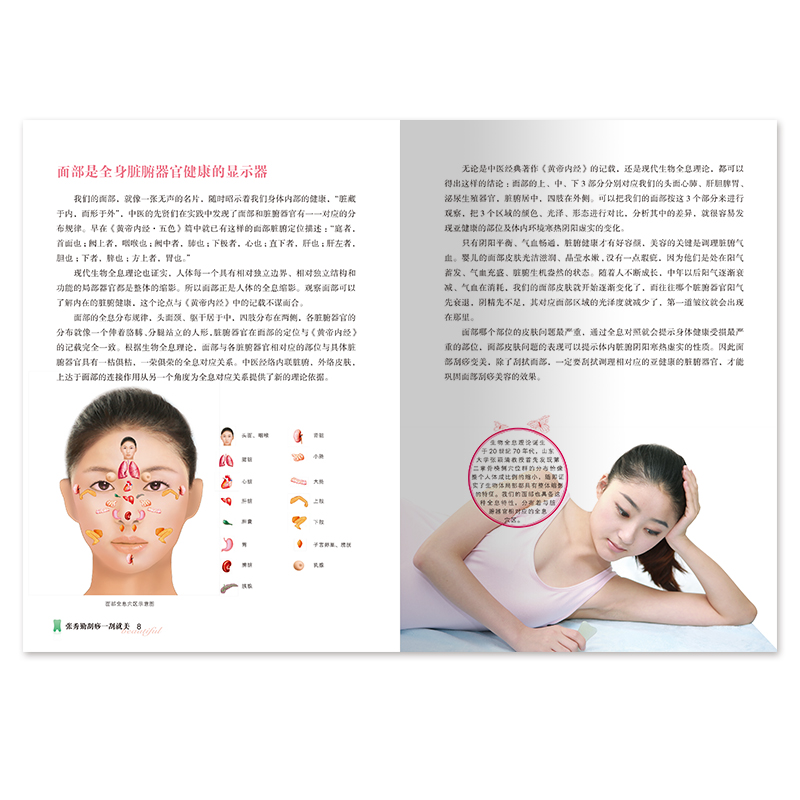 面部是全身脏腑器官健康的显示器
我们的面部，就像一张无声的名片，随时昭示着我们身体内部的健康，“脏藏
于内，而形于外”，中医的先贤们在实践中发现了面部和脏腑器官有一一对应的分
布规律。早在《黄帝内经·五色》篇中就已有这样的面部脏腑定位描述：“庭者，
首面也；阙上者，咽喉也；阙中者，肺也；下极者，心也；直下者，肝也；肝左者，
胆也；下者，脾也；方上者，胃也。”
现代生物全息理论也证实，人体每一个具有相对独立边界、相对独立结构和
功能的局部器官都是整体的缩影。所以面部正是人体的全息缩影。观察面部可以
了解内在的脏腑健康，这个论点与《黄帝内经》中的记载不谋而合。
面部的全息分布规律，头面颈、躯干居于中，四肢分布在两侧，各脏腑器官的
分布就像一个伸着胳膊、分腿站立的人形，脏腑器官在面部的定位与《黄帝内经》
的记载完全一致。根据生物全息理论，面部与各脏腑器官相对应的部位与具体脏
腑器官具有一枯俱枯，一荣俱荣的全息对应关系。中医经络内联脏腑，外络皮肤，
上达于面部的连接作用从另一个角度为全息对应关系提供了新的理论依据。
头面、咽喉
肾脏
肺脏
小肠
心脏
大肠
肝脏
上肢
胆囊
下肢
胃
子宫卵巢、膀胱
脾脏
乳腺
胰腺
面部全息穴区示意图
张秀勤刮痧一刮就美 8
beautiful
无论是中医经典著作《黄帝内经》的记载，还是现代生物全息理论，都可以
得出这样的结论：面部的上、中、下3部分分别对应我们的头面心肺、肝胆脾胃、
泌尿生殖器官，脏腑居中，四肢在外侧。可以把我们的面部按这3个部分来进行
观察，把3个区域的颜色、光泽、形态进行对比，分析其中的差异，就很容易发
现亚健康的部位及体内环境寒热阴阳虚实的变化。
只有阴阳平衡、气血畅通，脏腑健康才有好容颜，美容的关键是调理脏腑气
血。婴儿的面部皮肤光洁滋润、晶莹水嫩，没有一点瑕疵，因为他们是处在阳气
蓄发、气血充盛、脏腑生机盎然的状态。随着人不断成长，中年以后阳气逐渐衰
减、气血在消耗，我们的面部皮肤就开始逐渐变化了，而往往哪个脏腑器官阳气
先衰退，阴精先不足，其对应面部区域的光泽度就减少了，第一道皱纹就会出现
在那里。
面部哪个部位的皮肤问题最严重，通过全息对照就会提示身体健康受损最严
重的部位，面部皮肤问题的表现可以提示体内脏腑阴阳寒热虚实的性质。因此面
部刮痧变美，除了刮拭面部，一定要刮拭调理相对应的亚健康的脏腑器官，才能
巩固面部刮痧美容的效果。
生物全息理论诞生
于20世纪70年代，山东
大学张颖清教授首先发现第
二掌骨桡侧穴位群的分布恰像
整个人体成比例的缩小，随即证
实了生物体局部都具有整体缩影
的特征。我们的面部也具备这
种全息特性，分布着与脏
腑器官相对应的全息
穴区。